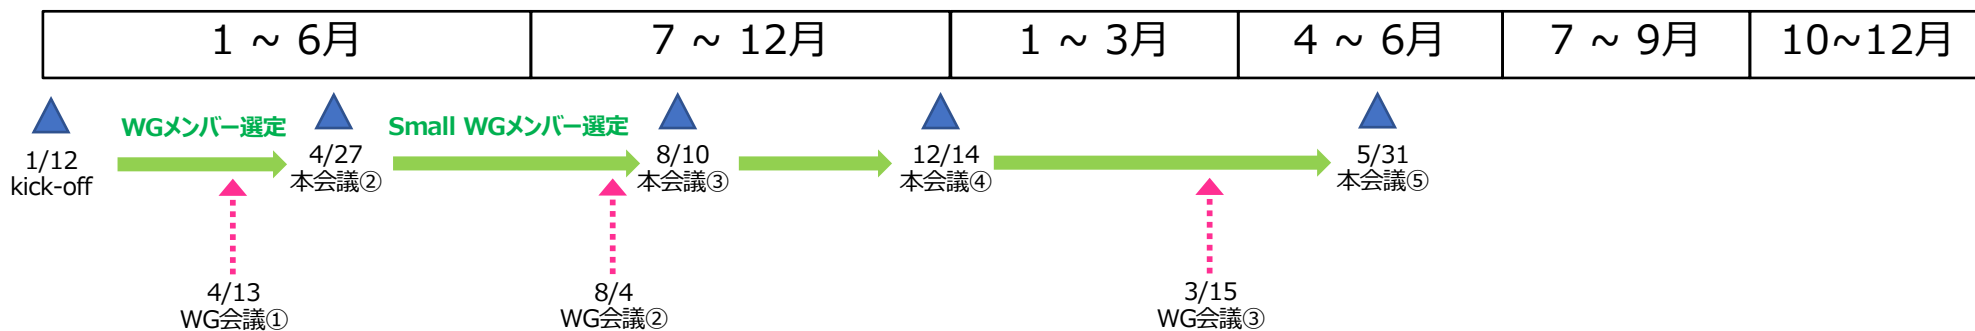 1 ~ 6月
7 ~ 12月
1 ~ 3月
4 ~ 6月
7 ~ 9月
10~12月
WGメンバー選定
Small WGメンバー選定
1/12
kick-off
4/27
本会議②
8/10
本会議③
12/14
本会議④
5/31
本会議⑤
4/13
WG会議①
8/4
WG会議②
3/15
WG会議③